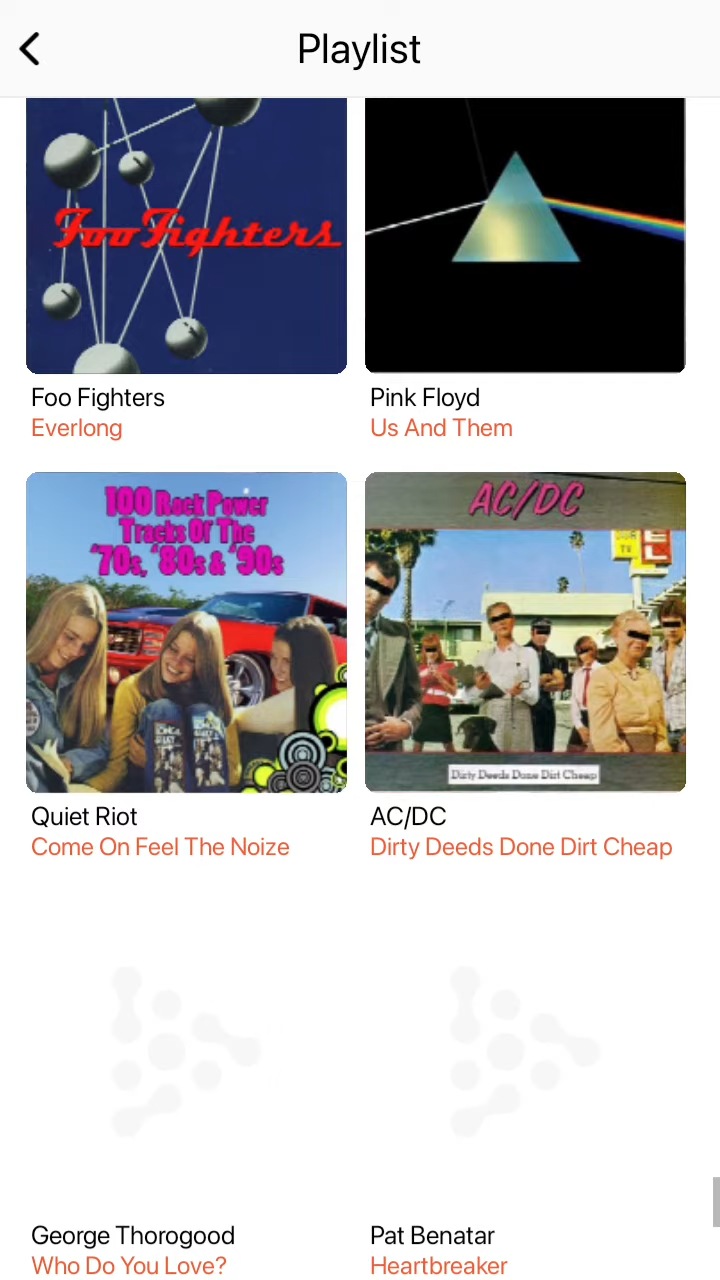 Playlist
Foo Fighters
Foo Fighters
Everlong
Pink Floyd
Us And Them
100 Rock Power
Tracks Of The
'70s, '80s & '90s
Quiet Riot
Come On Feel The Noize
AC/DC
Dirty Deeds Done Dirt Cheap
AC/DC
Dirty Deeds Done Dirt Cheap
George Thorogood
Who Do You Love?
Pat Benatar
Heartbreaker